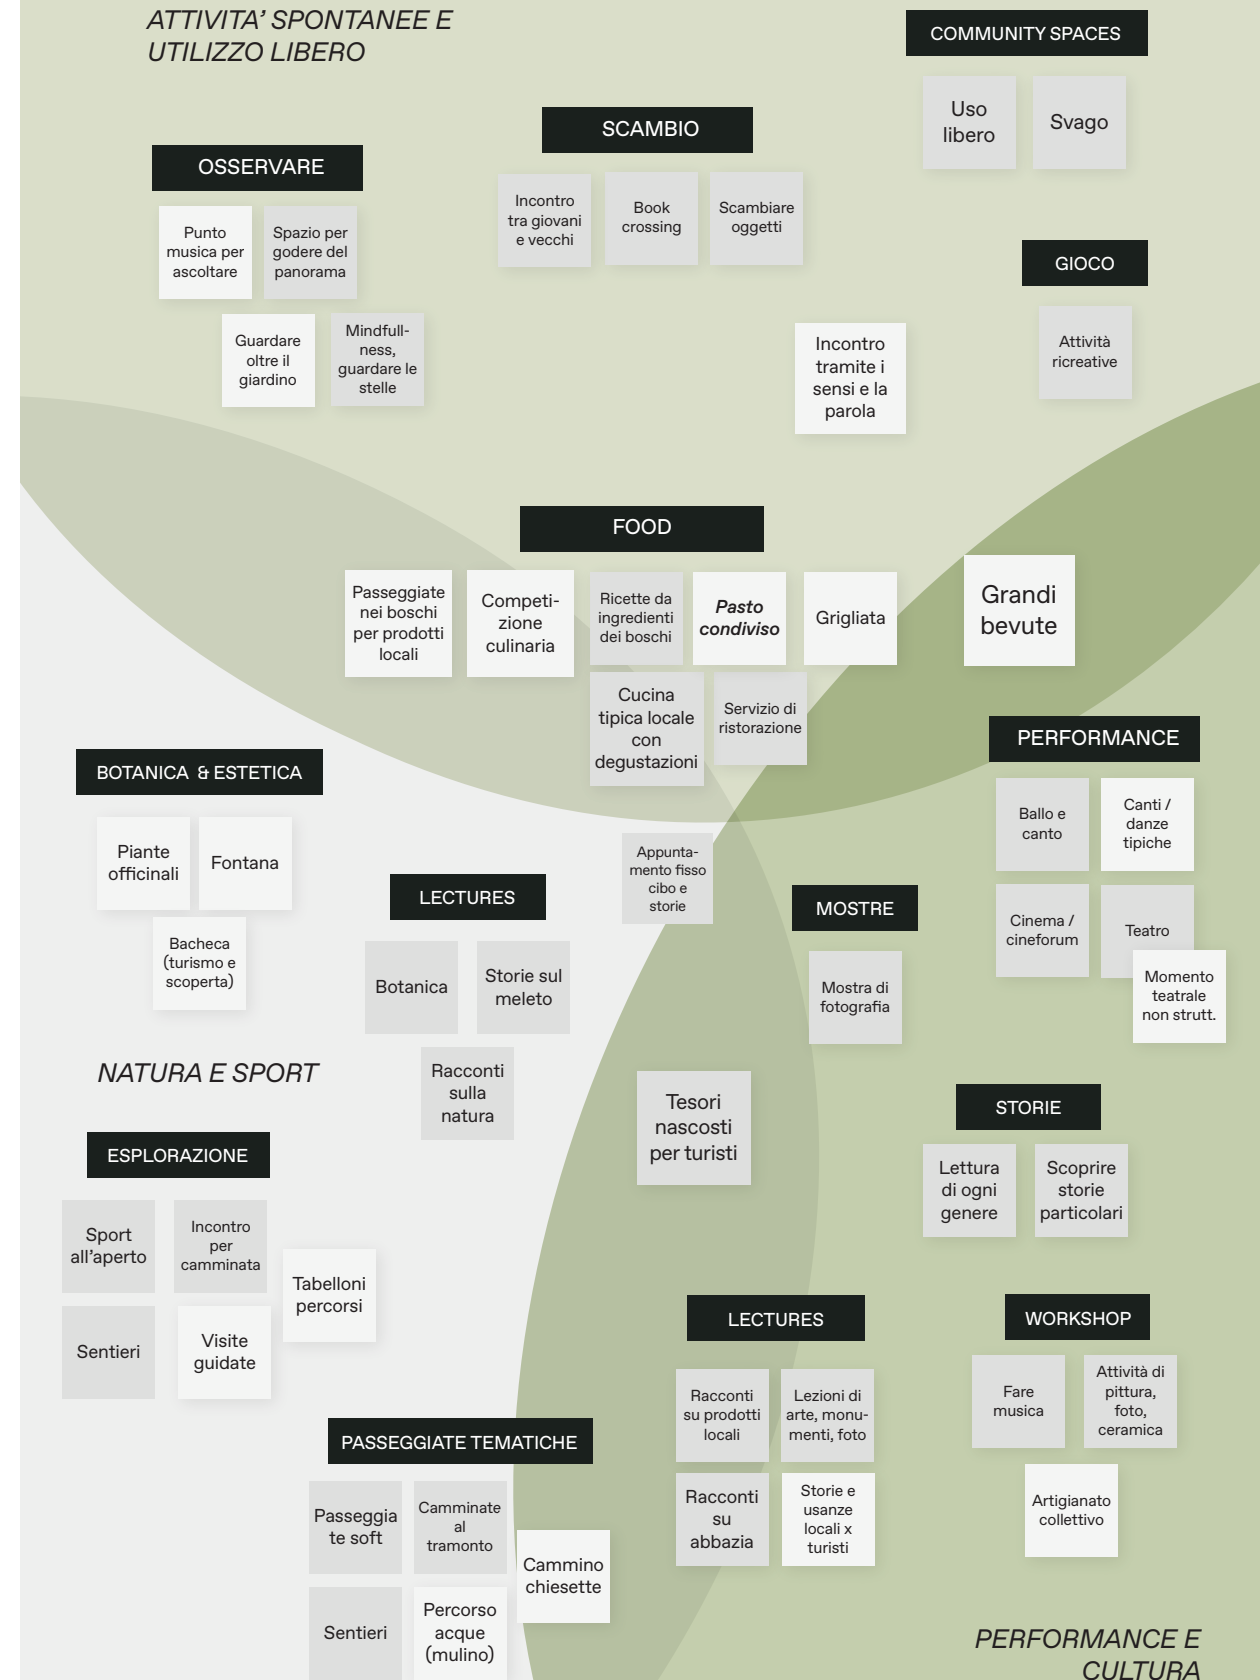 ATTIVITA’ SPONTANEE E
UTILIZZO LIBERO
COMMUNITY SPACES
Uso
libero
Svago
SCAMBIO
Incontro
tra giovani
e vecchi
Book
crossing
Scambiare
oggetti
OSSERVARE
Punto
musica per
ascoltare
Spazio per
godere del
panorama
Guardare
oltre il
giardino
Mindfull-
ness,
guardare le
stelle
GIOCO
Attività
ricreative
Incontro
tramite i
sensi e la
parola
FOOD
Passeggiate
nei boschi
per prodotti
locali
Competi-
zione
culinaria
Ricette da
ingredienti
dei boschi
Pasto
condiviso
Grigliata
Cucina
tipica locale
con
degustazioni
Servizio di
ristorazione
Grandi
bevute
PERFORMANCE
Ballo e
canto
Canti /
danze
tipiche
Cinema /
cineforum
Teatro
Momento
teatrale
non strutt.
BOTANICA & ESTETICA
Piante
officinali
Fontana
Bacheca
(turismo e
scoperta)
Appunta-
mento fisso
cibo e
storie
LECTURES
Botanica
Storie sul
meleto
Racconti
sulla
natura
MOSTRE
Mostra di
fotografia
NATURA E SPORT
Tesori
nascosti
per turisti
STORIE
Lettura
di ogni
genere
Scoprire
storie
particolari
ESPLORAZIONE
Sport
all’aperto
Incontro
per
camminata
Tabelloni
percorsi
Sentieri
Visite
guidate
LECTURES
Racconti
su prodotti
locali
Lezioni di
arte, monu-
menti, foto
Racconti
su
abbazia
Storie e
usanze
locali x
turisti
WORKSHOP
Fare
musica
Attività di
pittura,
foto,
ceramica
Artigianato
collettivo
PASSEGGIATE TEMATICHE
Passeggia
te soft
Camminate
al
tramonto
Cammino
chiesette
Sentieri
Percorso
acque
(mulino)
PERFORMANCE E
CULTURA